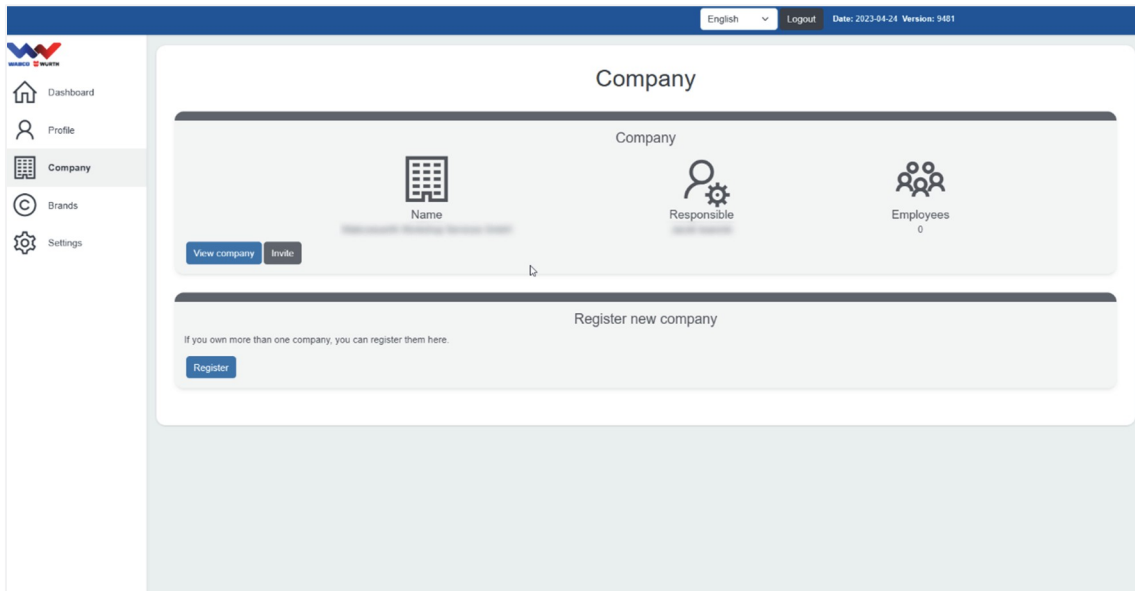 English Logout Date: 2023-04-24 Version: 9481
WABCO WURTH
Dashboard
Profile
Company
Brands
Settings
Company
Company
Name Responsible Employees
0
View company Invite
Register new company
If you own more than one company, you can register them here.
Register